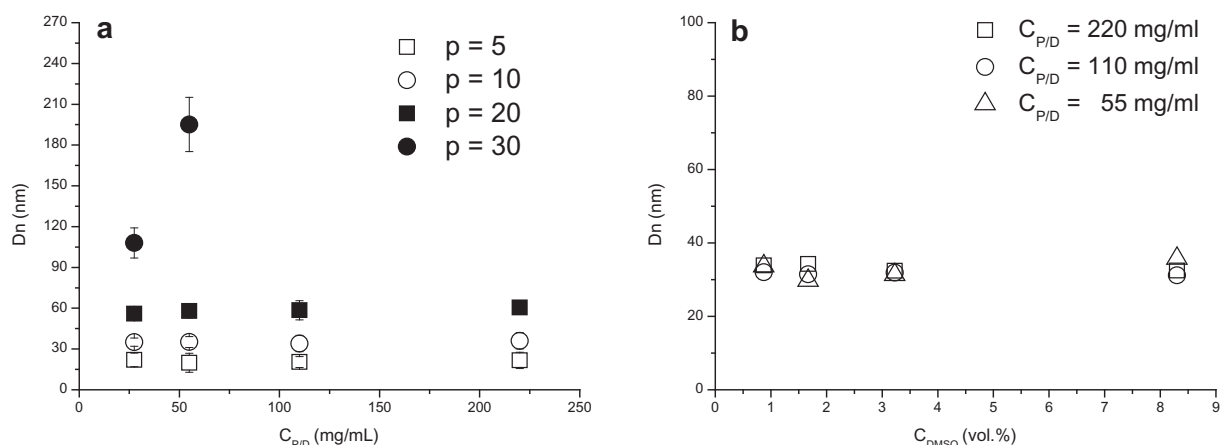 a
p = 5
p = 10
p = 20
p = 30
270
240
210
180
150
120
90
60
30
0
Dn (nm)
0 50 100 150 200 250
C_P/D (mg/mL)
b
C_P/D = 220 mg/ml
C_P/D = 110 mg/ml
C_P/D = 55 mg/ml
100
80
60
40
20
0
Dn (nm)
0 1 2 3 4 5 6 7 8 9
C_DMSO (vol.%)